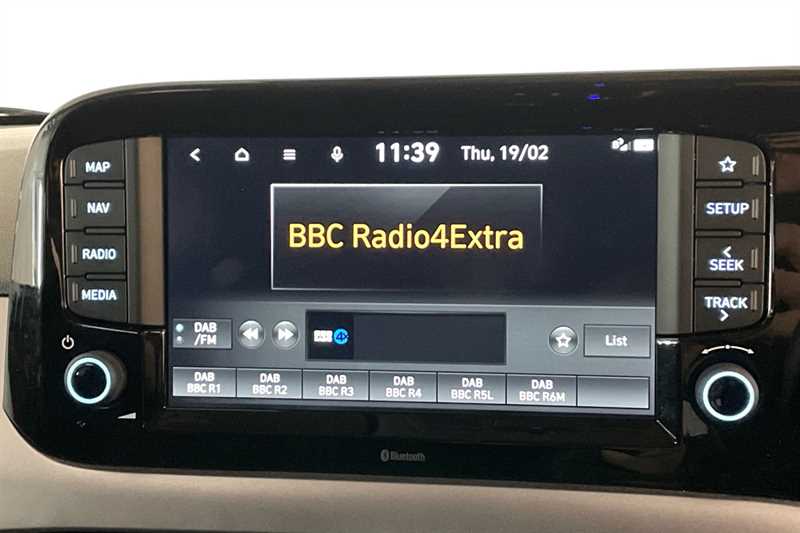 MAP
NAV
RADIO
MEDIA
11:39 Thu, 19/02
BBC Radio4Extra
DAB
/FM
4x
List
DAB
BBC R1
DAB
BBC R2
DAB
BBC R3
DAB
BBC R4
DAB
BBC R5L
DAB
BBC R6M
SETUP
SEEK
TRACK
Bluetooth